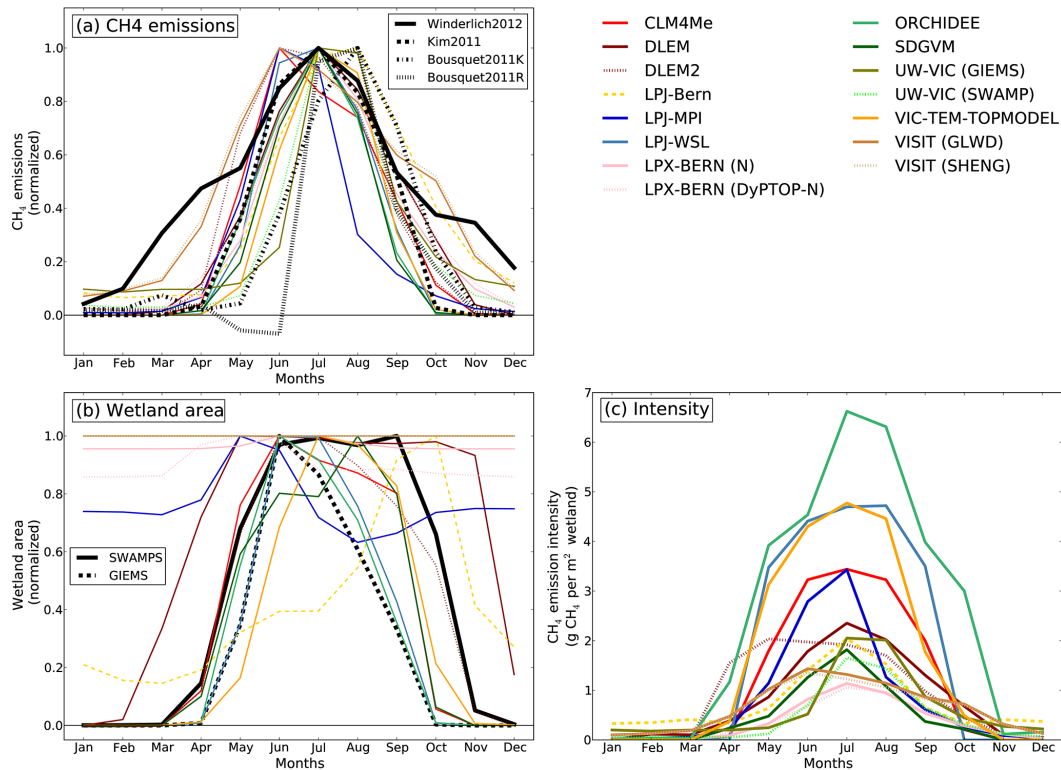 (a) CH4 emissions
Winderlich2012
Kim2011
Bousquet2011K
Bousquet2011R
CH4 emissions
(normalized)
1.0
0.8
0.6
0.4
0.2
0.0
Jan Feb Mar Apr May Jun Jul Aug Sep Oct Nov Dec
Months
CLM4Me
DLEM
DLEM2
LPJ-Bern
LPJ-MPI
LPJ-WSL
LPX-BERN (N)
LPX-BERN (DyPTOP-N)
ORCHIDEE
SDGVM
UW-VIC (GIEMS)
UW-VIC (SWAMP)
VIC-TEM-TOPMODEL
VISIT (GLWD)
VISIT (SHENG)
(b) Wetland area
SWAMPS
GIEMS
Wetland area
(normalized)
1.0
0.8
0.6
0.4
0.2
0.0
Jan Feb Mar Apr May Jun Jul Aug Sep Oct Nov Dec
Months
(c) Intensity
CH4 emission intensity
(g CH4 per m2 wetland)
7
6
5
4
3
2
1
0
Jan Feb Mar Apr May Jun Jul Aug Sep Oct Nov Dec
Months